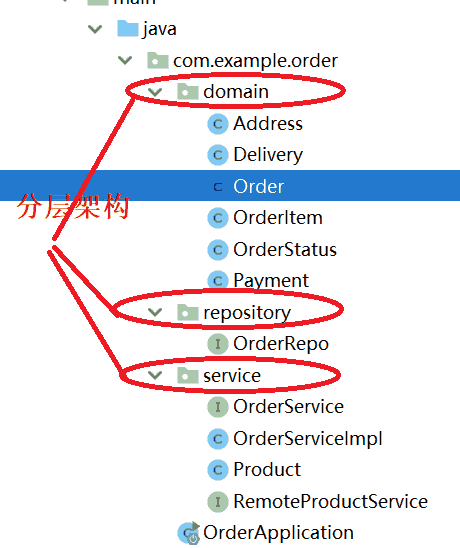 main
java
com.example.order
domain
Address
Delivery
Order
分层架构
OrderItem
OrderStatus
Payment
repository
OrderRepo
service
OrderService
OrderServiceImpl
Product
RemoteProductService
OrderApplication